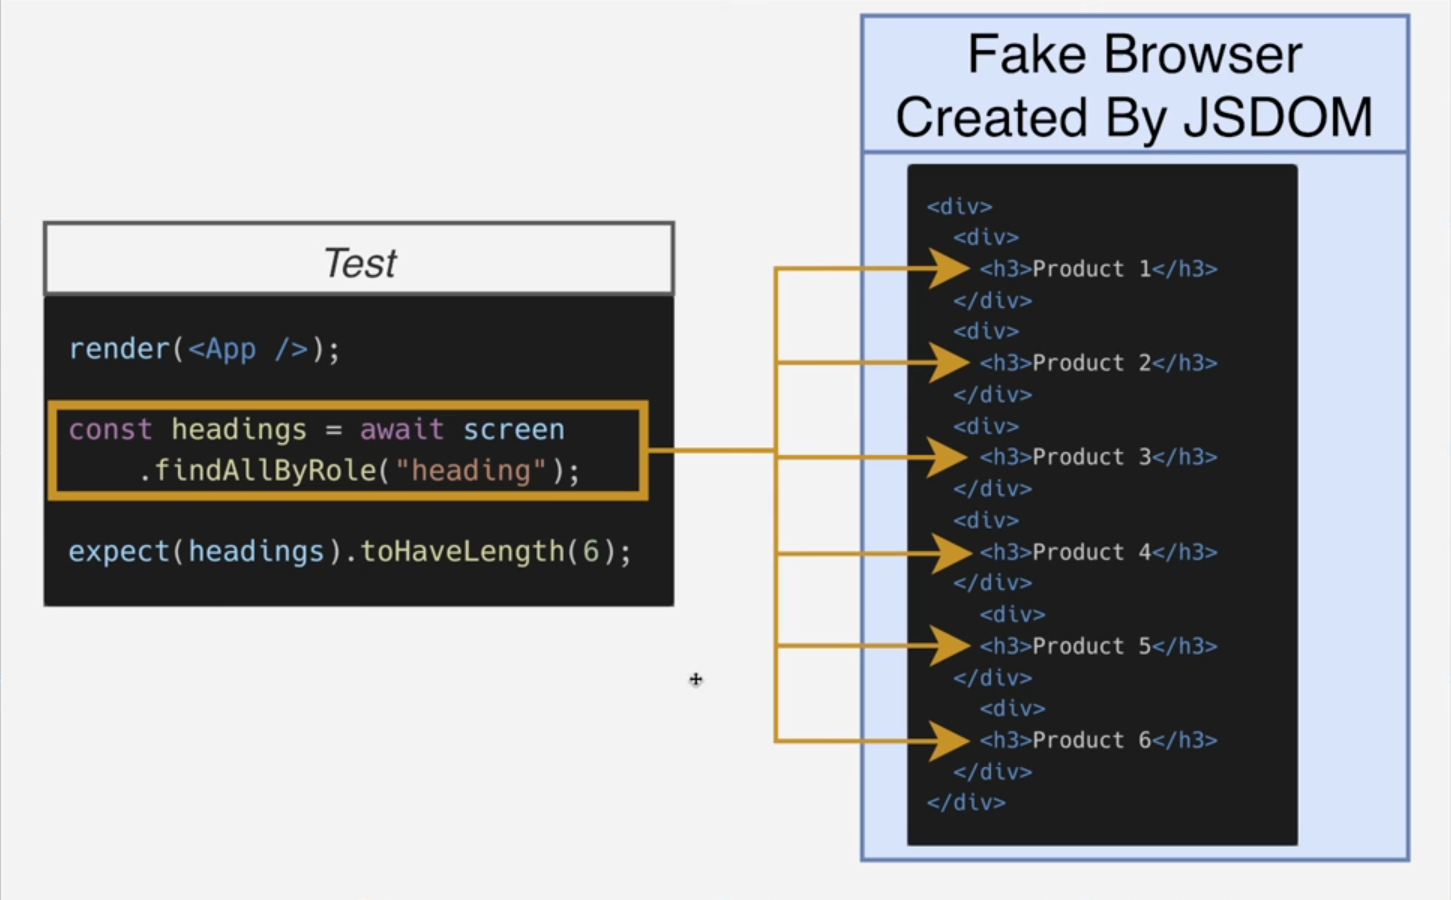 Test
render(<App />);
const headings = await screen
.findAllByRole("heading");
expect(headings).toHaveLength(6);
Fake Browser
Created By JSDOM
<div>
<div>
<h3>Product 1</h3>
</div>
<div>
<h3>Product 2</h3>
</div>
<div>
<h3>Product 3</h3>
</div>
<div>
<h3>Product 4</h3>
</div>
<div>
<h3>Product 5</h3>
</div>
<div>
<h3>Product 6</h3>
</div>
</div>